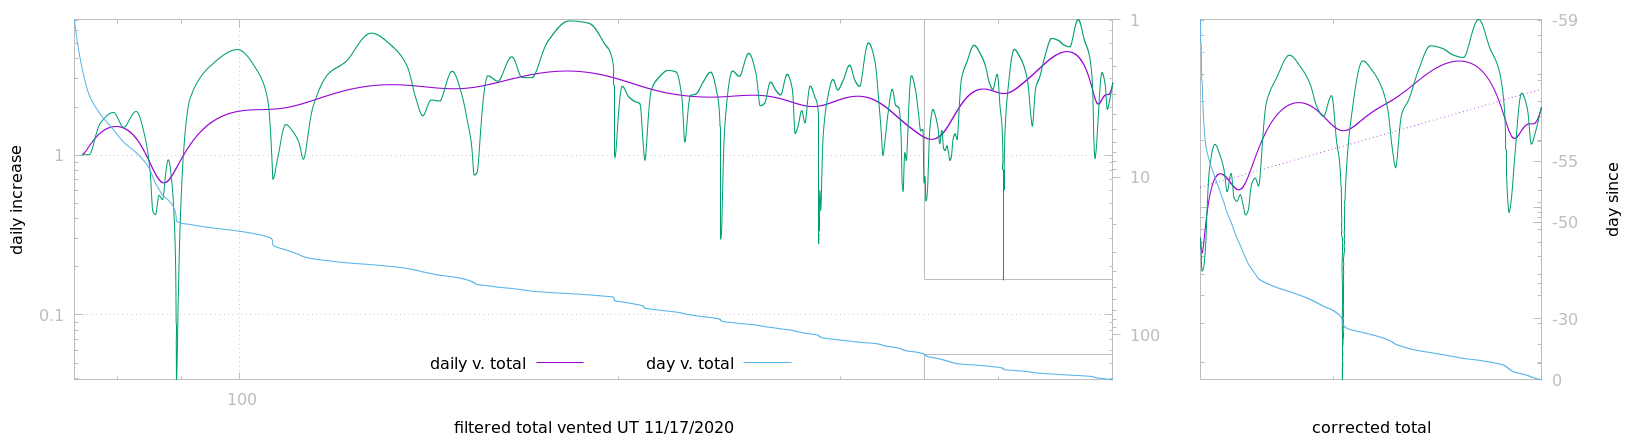 1
-59
daily increase
1
0.1
10
100
-55
-50
-30
0
day since
daily v. total
day v. total
100
filtered total vented UT 11/17/2020
corrected total